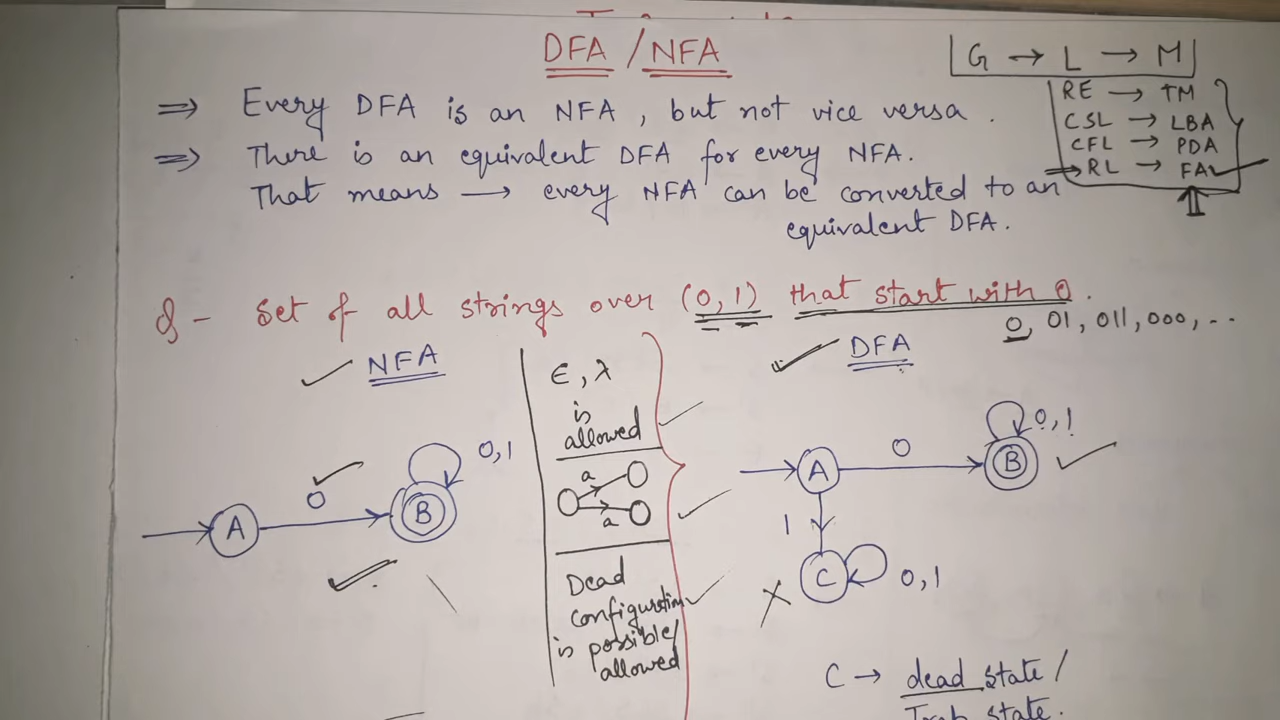 DFA / NFA
G → L → M
RE → TM
CSL → LBA
CFL → PDA
⇒ RL → FA
⇒ Every DFA is an NFA, but not vice versa.
⇒ There is an equivalent DFA for every NFA.
That means → every NFA can be converted to an
equivalent DFA.
Q - Set of all strings over (0, 1) that start with 0.
0, 01, 011, 000, ...
NFA
A
0
B
0,1
ϵ, λ
is
allowed
a
a
Dead
configuration
is possible/
allowed
DFA
A
0
B
0,1
1
C
0,1
C → dead state /
Trap state.